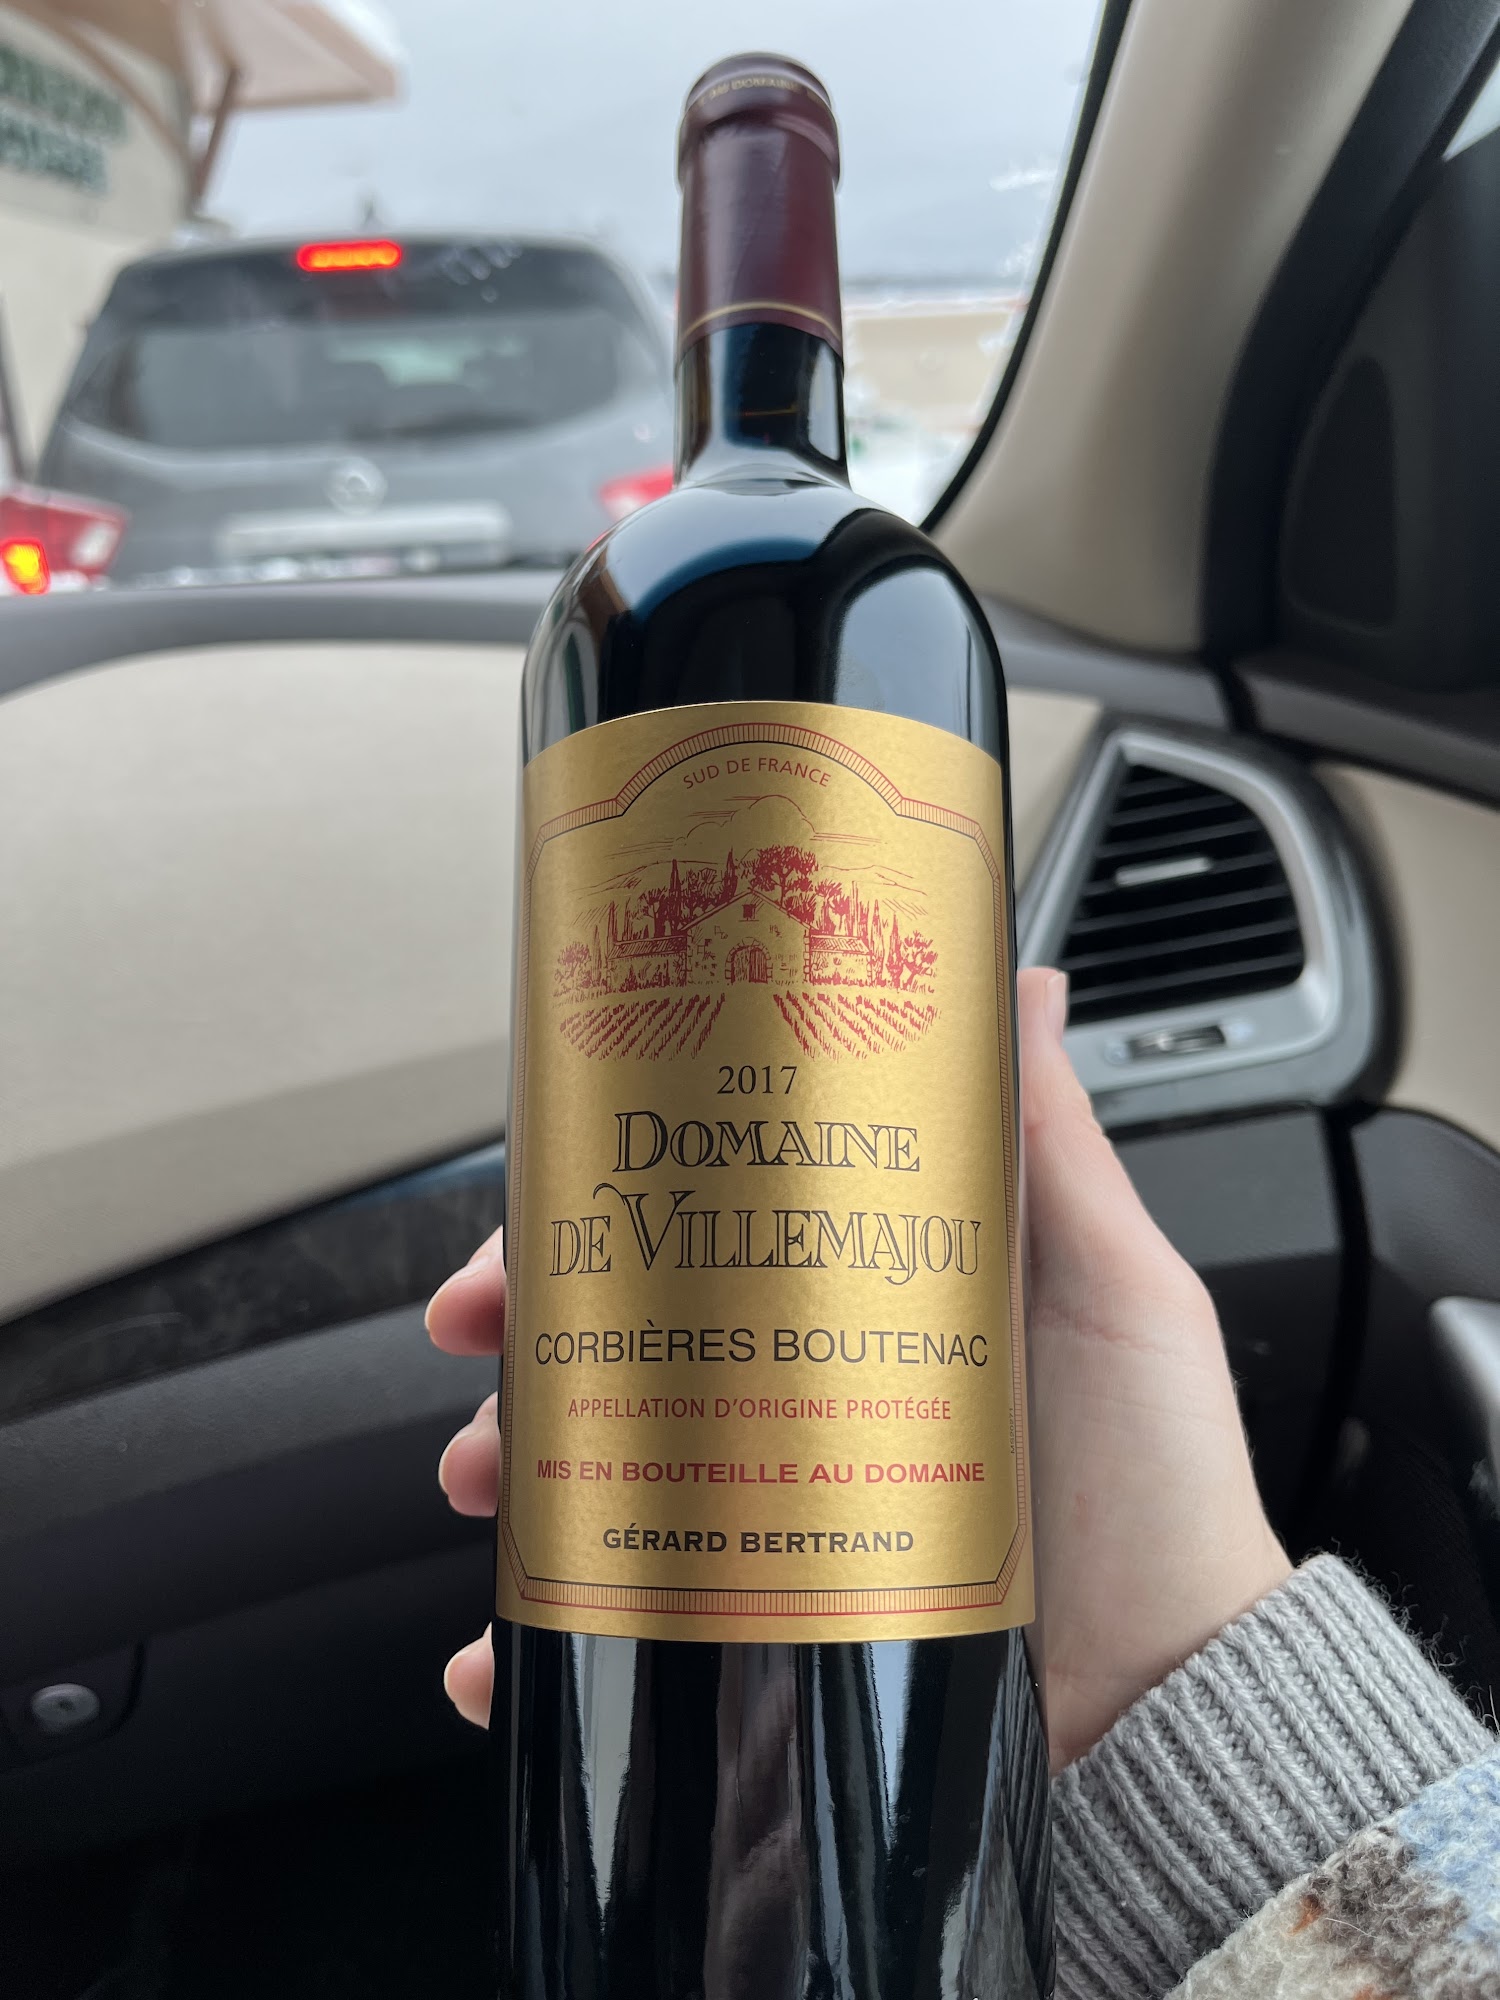 SUD DE FRANCE
2017
DOMAINE
DE VILLEMAJOU
CORBIÈRES BOUTENAC
APPELLATION D'ORIGINE PROTÉGÉE
MIS EN BOUTEILLE AU DOMAINE
GÉRARD BERTRAND